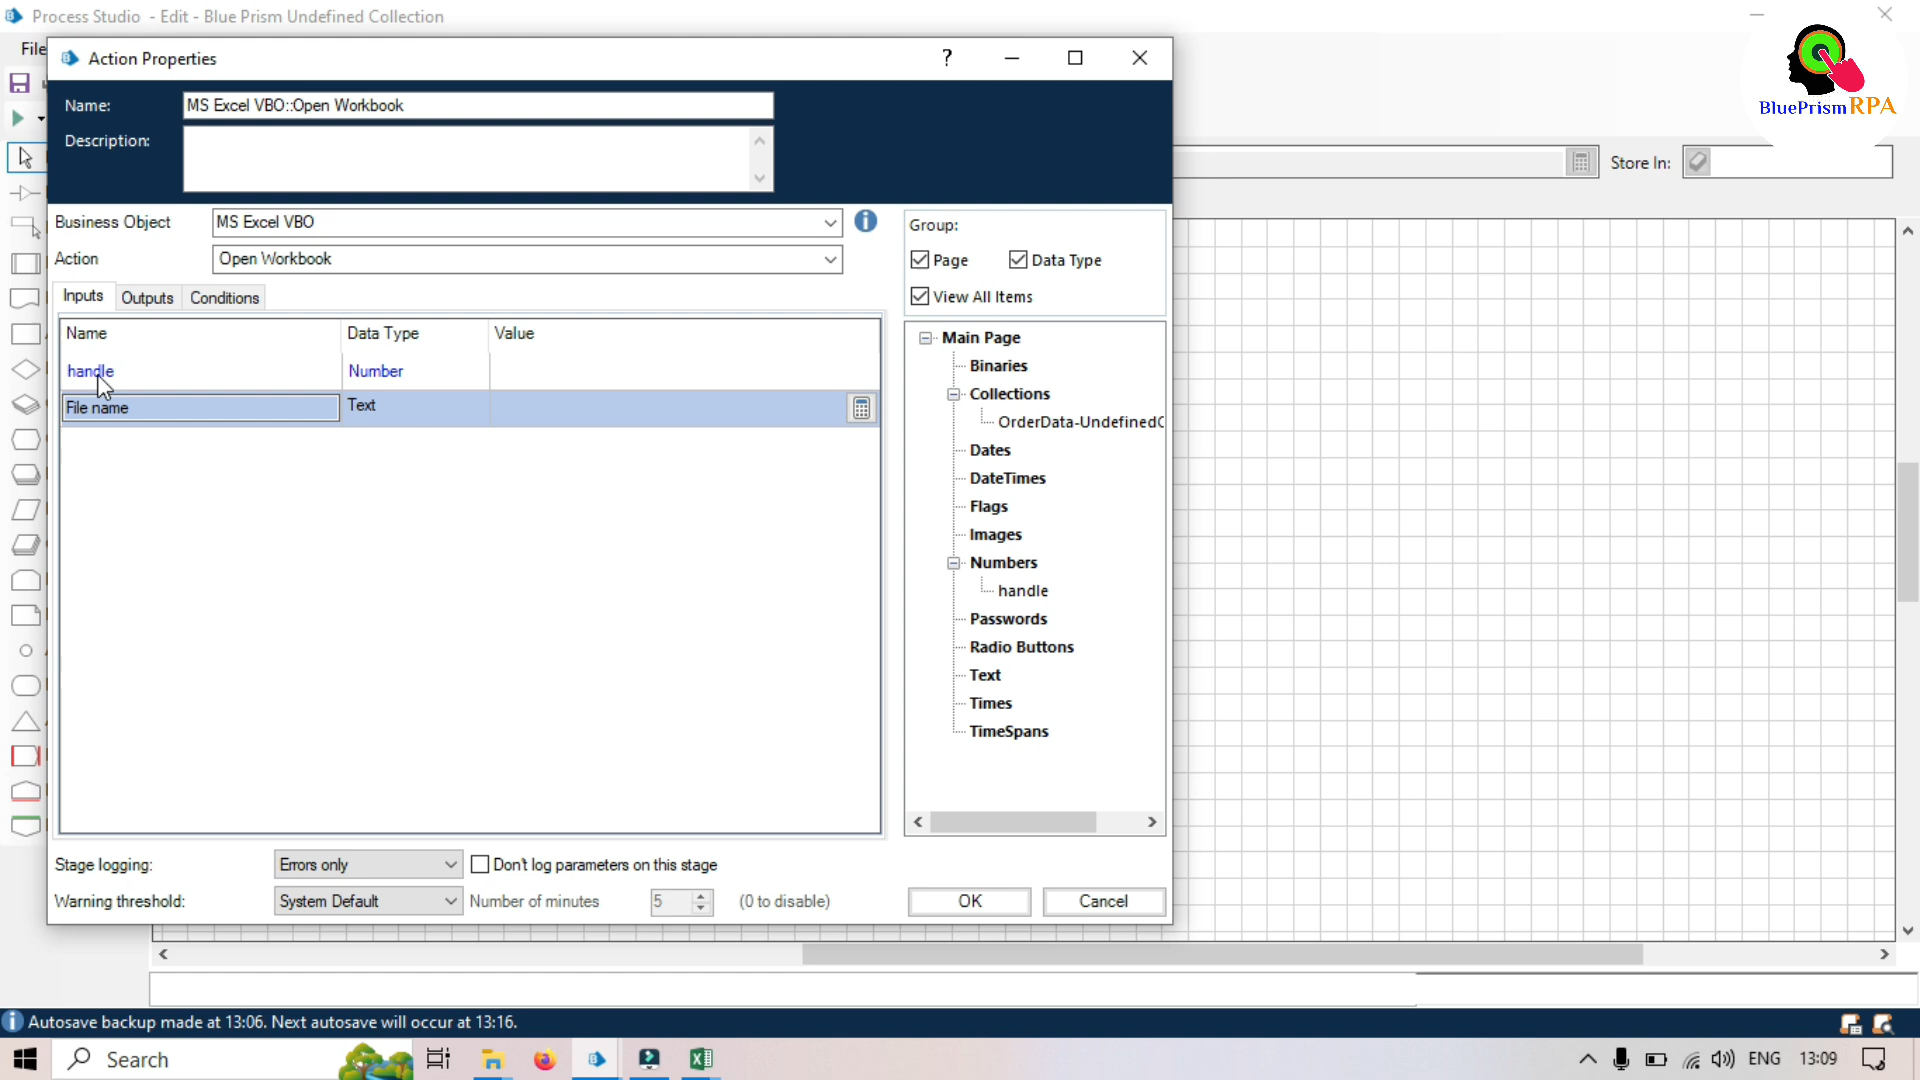 Process Studio - Edit - Blue Prism Undefined Collection
File
Action Properties
?
BluePrismRPA
Name:
MS Excel VBO::Open Workbook
Description:
Store In:
Business Object
MS Excel VBO
Action
Open Workbook
Group:
Page
Data Type
View All Items
Inputs
Outputs
Conditions
Name
Data Type
Value
handle
Number
File name
Text
Main Page
Binaries
Collections
OrderData-UndefinedC
Dates
DateTimes
Flags
Images
Numbers
handle
Passwords
Radio Buttons
Text
Times
TimeSpans
Stage logging:
Errors only
Don't log parameters on this stage
Warning threshold:
System Default
Number of minutes
5
(0 to disable)
OK
Cancel
Autosave backup made at 13:06. Next autosave will occur at 13:16.
Search
ENG
13:09